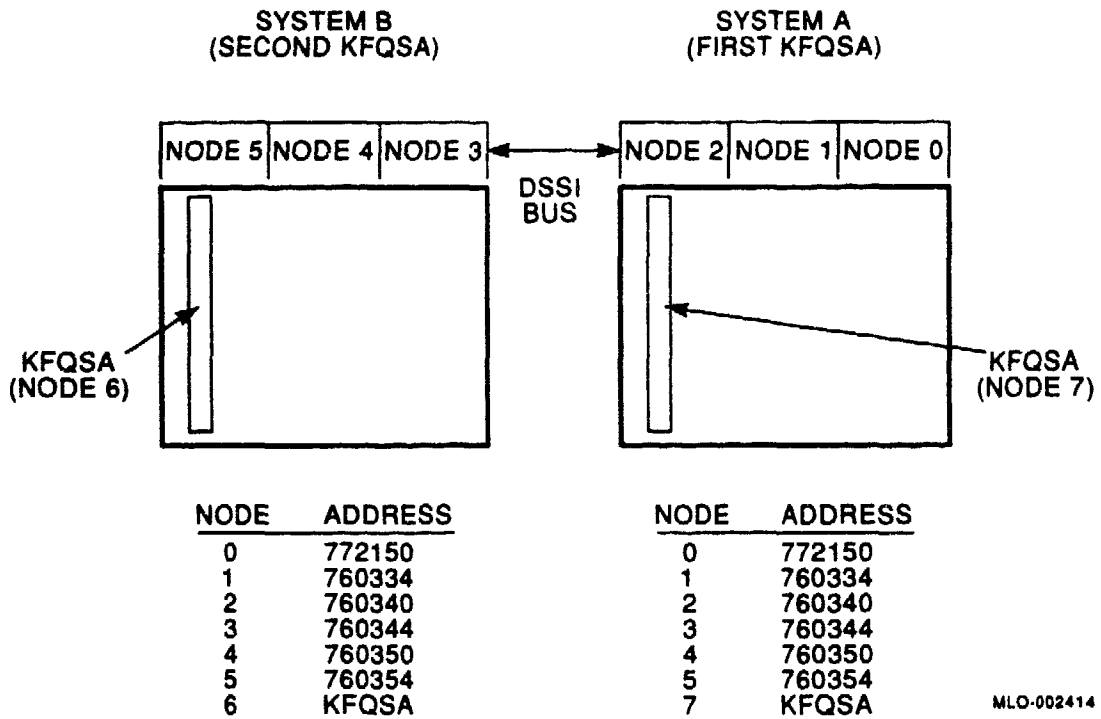 SYSTEM B
(SECOND KFQSA)
SYSTEM A
(FIRST KFQSA)
NODE 5 NODE 4 NODE 3
NODE 2 NODE 1 NODE 0
DSSI
BUS
KFQSA
(NODE 6)
KFQSA
(NODE 7)
NODE ADDRESS
0 772150
1 760334
2 760340
3 760344
4 760350
5 760354
6 KFQSA
NODE ADDRESS
0 772150
1 760334
2 760340
3 760344
4 760350
5 760354
7 KFQSA
MLO-002414